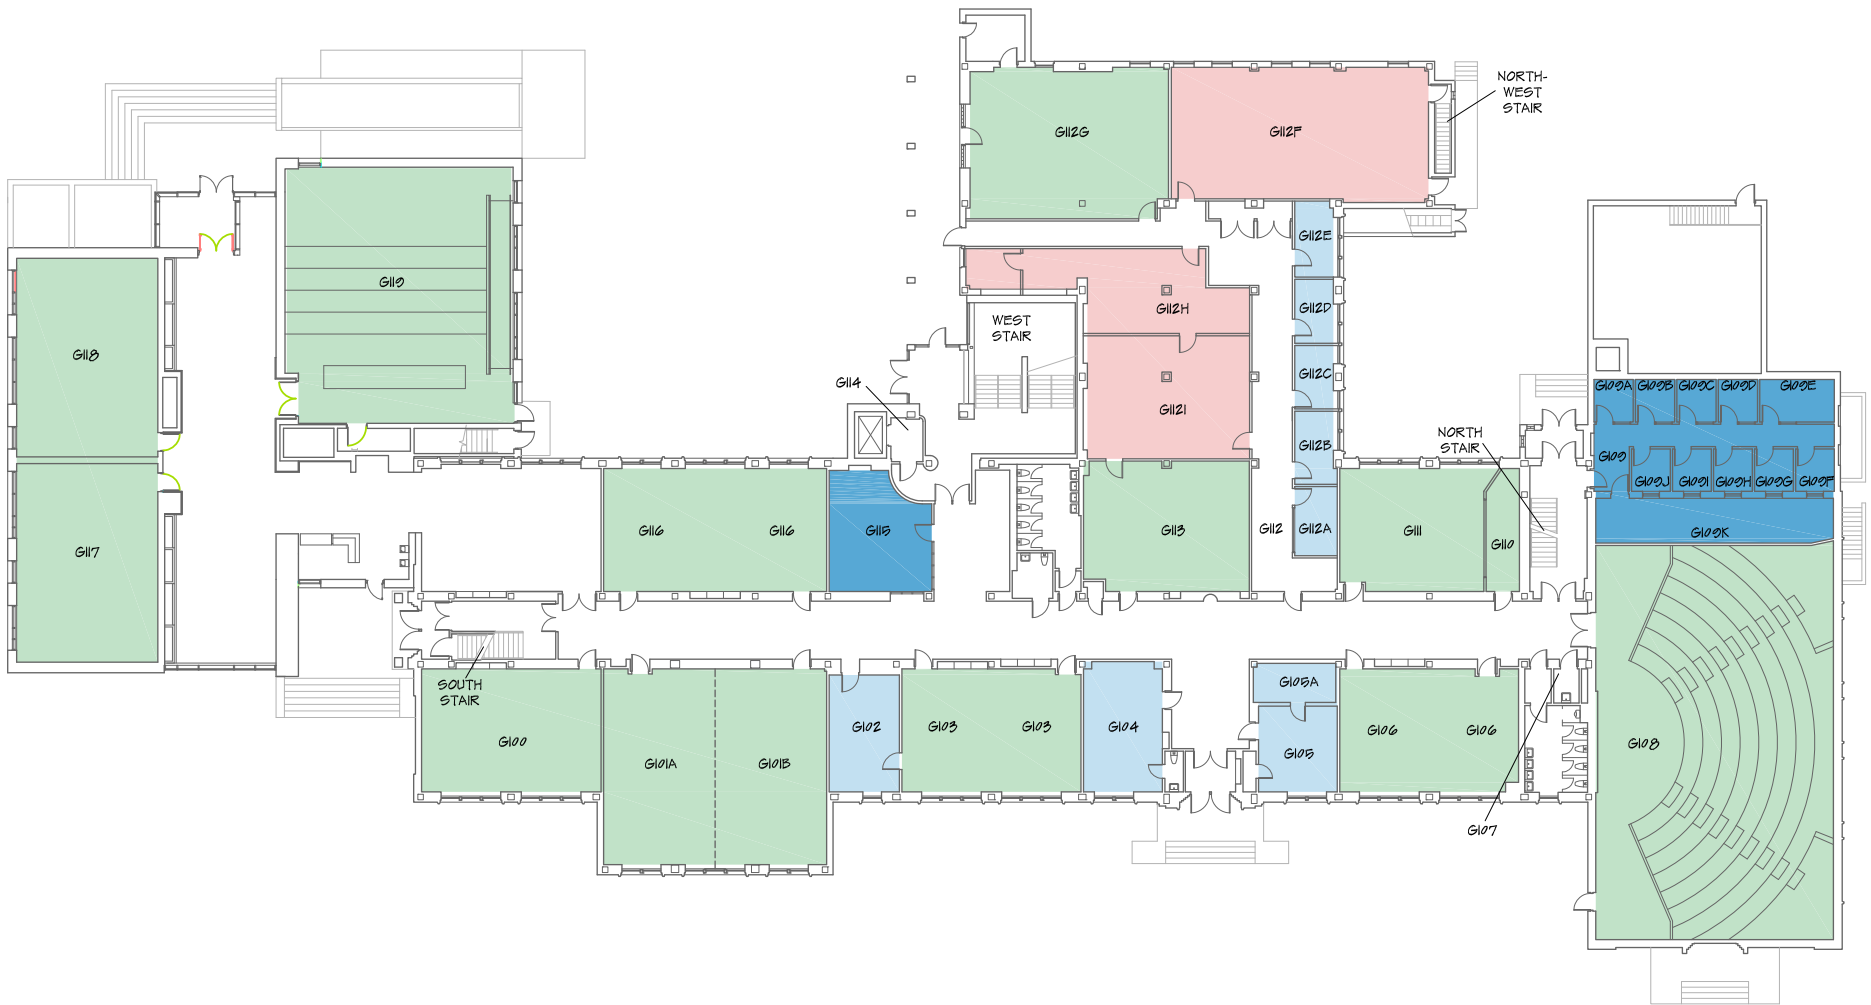 NORTH-
WEST
STAIR
G112G
G112F
G112E
G119
G112D
G112H
WEST
STAIR
G118
G112C
G114
G109A
G109B
G109C
G109D
G109E
G112I
NORTH
STAIR
G112B
G109
G109J
G109I
G109H
G109G
G109F
G116
G116
G115
G113
G112
G112A
G111
G110
G109K
G117
SOUTH
STAIR
G105A
G102
G103
G103
G104
G106
G106
G100
G108
G105
G101A
G101B
G107